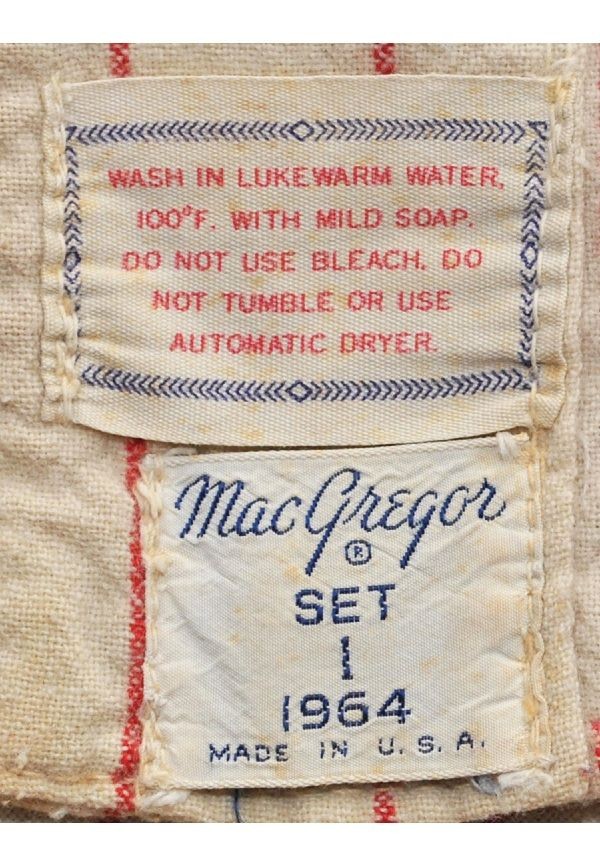 WASH IN LUKEWARM WATER,
100°F. WITH MILD SOAP.
DO NOT USE BLEACH. DO
NOT TUMBLE OR USE
AUTOMATIC DRYER.
MacGregor
®
SET
1
1964
MADE IN U.S.A.